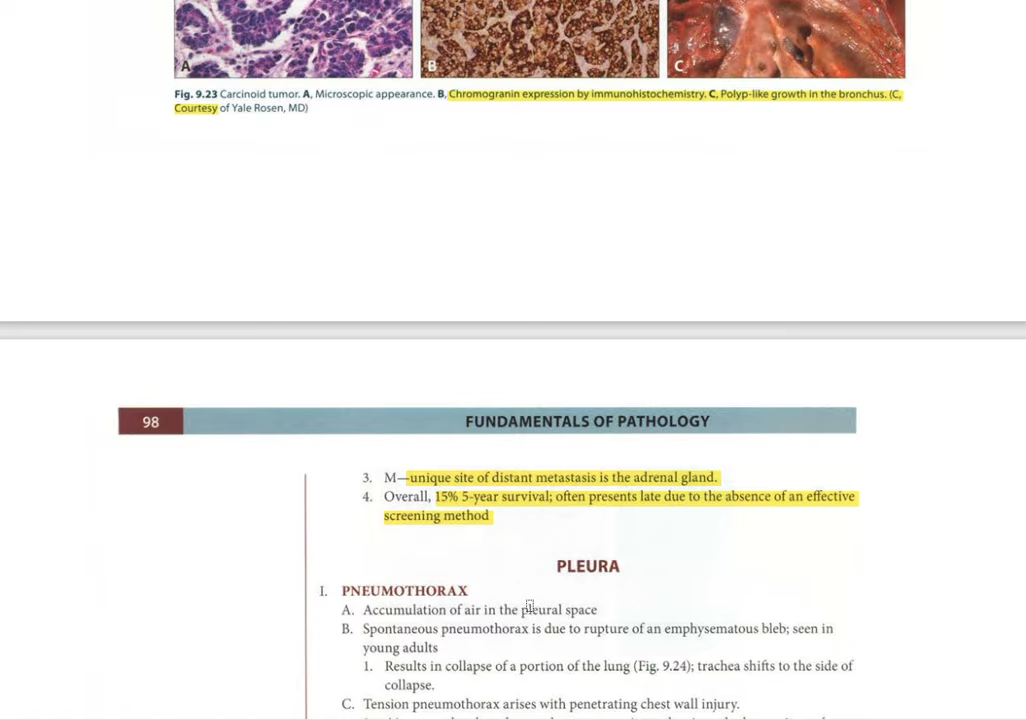 A
B
C
Fig. 9.23 Carcinoid tumor. A, Microscopic appearance. B, Chromogranin expression by immunohistochemistry. C, Polyp-like growth in the bronchus. (C,
Courtesy of Yale Rosen, MD)
98
FUNDAMENTALS OF PATHOLOGY
3. M—unique site of distant metastasis is the adrenal gland.
4. Overall, 15% 5-year survival; often presents late due to the absence of an effective
screening method
PLEURA
I. PNEUMOTHORAX
A. Accumulation of air in the pleural space
B. Spontaneous pneumothorax is due to rupture of an emphysematous bleb; seen in
young adults
1. Results in collapse of a portion of the lung (Fig. 9.24); trachea shifts to the side of
collapse.
C. Tension pneumothorax arises with penetrating chest wall injury.